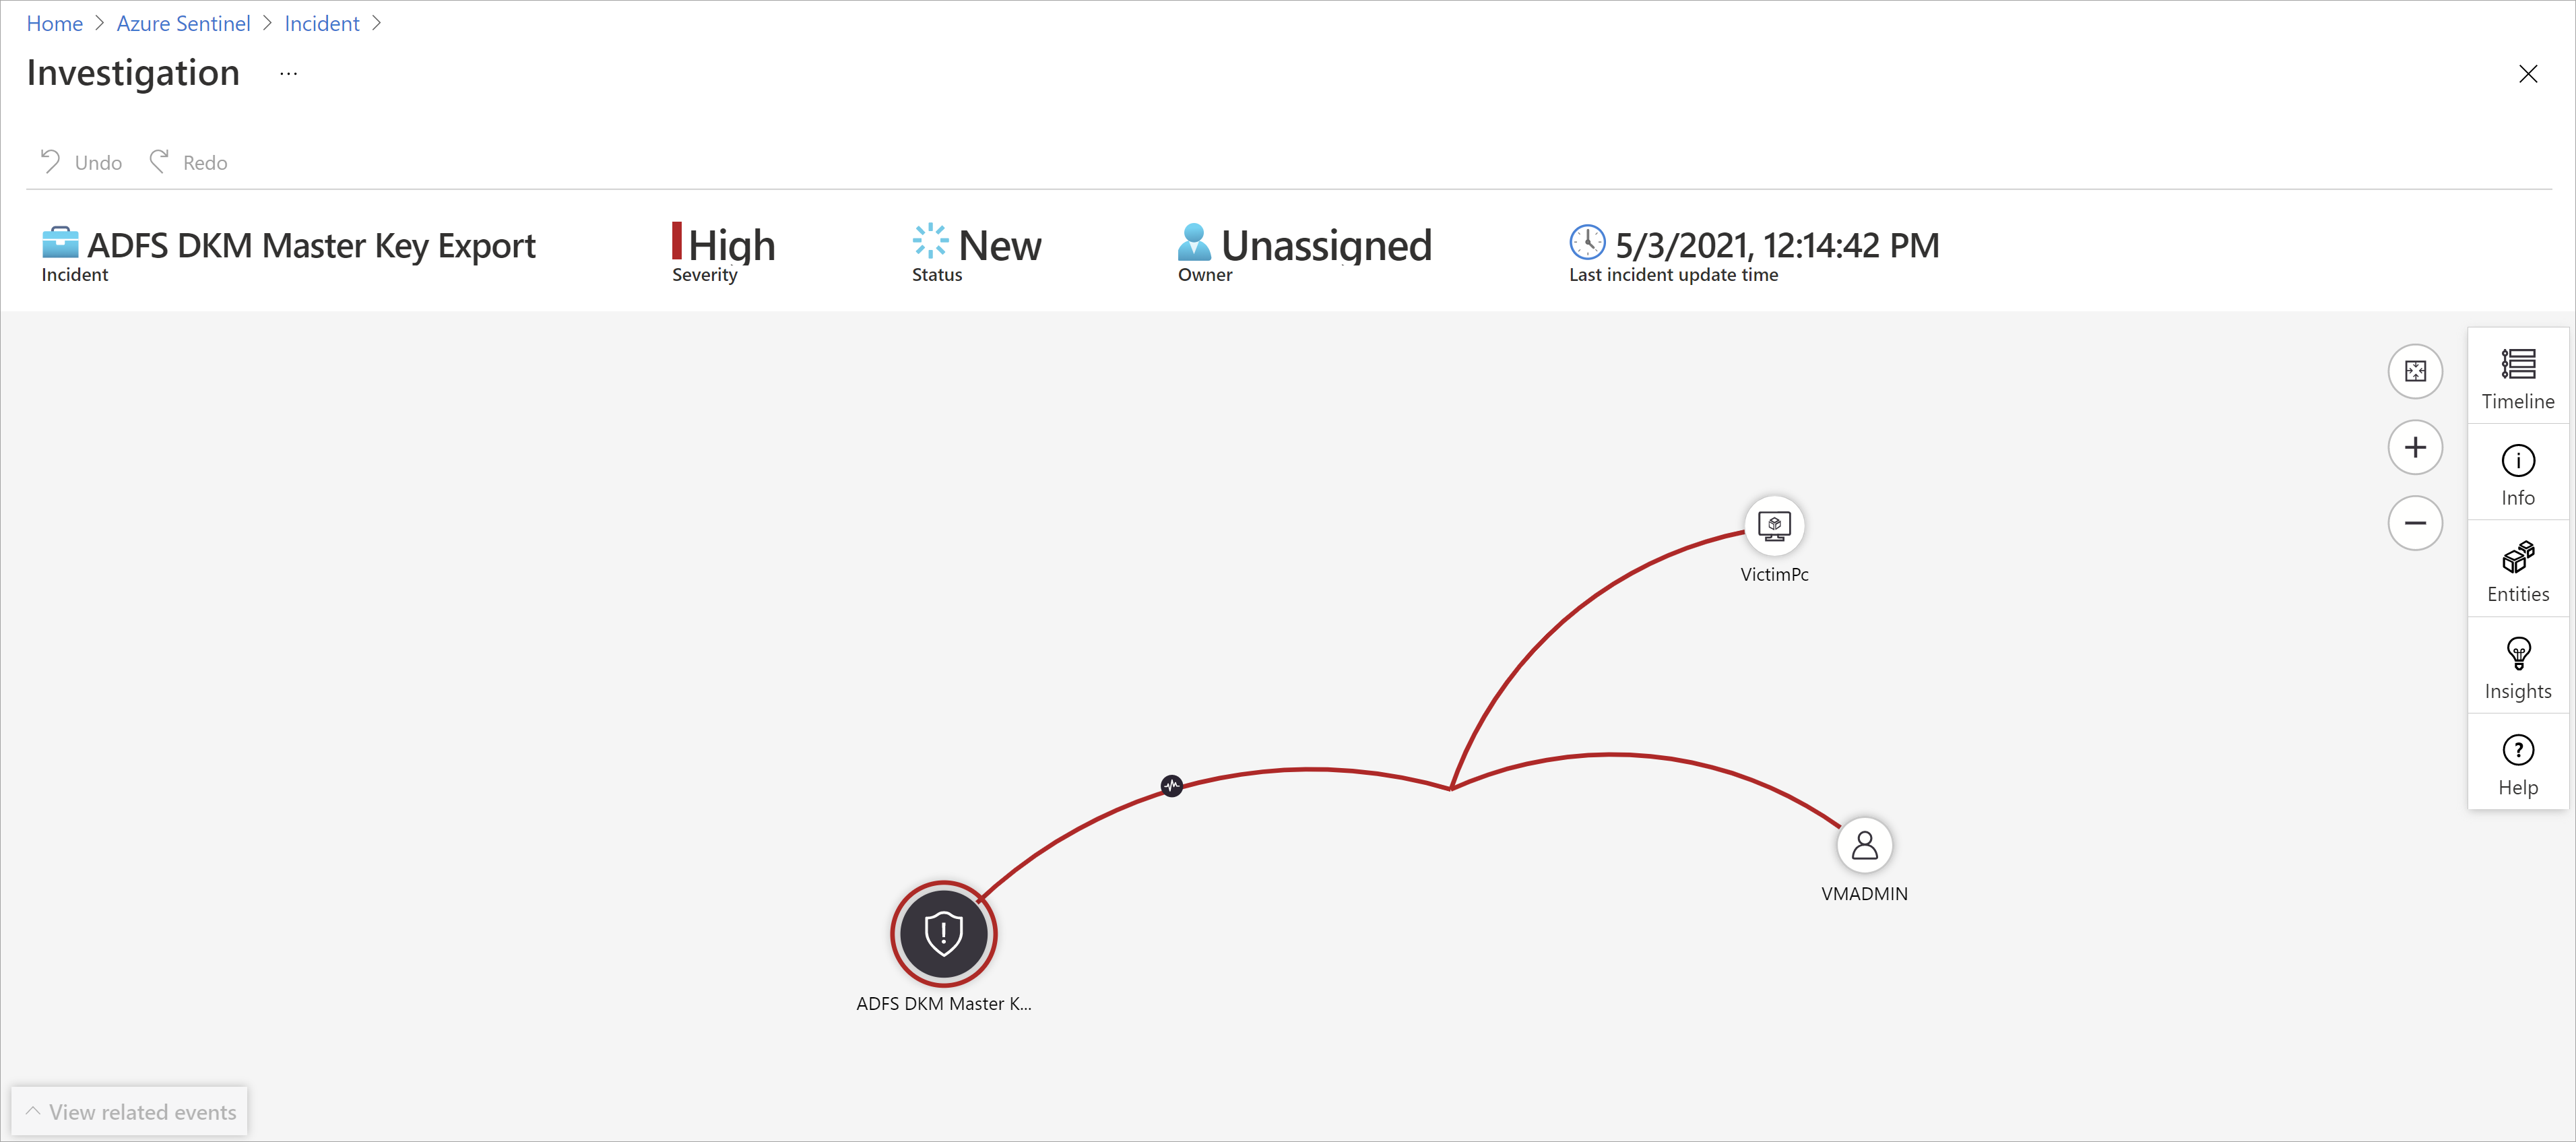 Home > Azure Sentinel > Incident >
Investigation ...
Undo Redo
ADFS DKM Master Key Export
Incident
High
Severity
New
Status
Unassigned
Owner
5/3/2021, 12:14:42 PM
Last incident update time
Timeline
Info
Entities
Insights
Help
VictimPc
VMADMIN
ADFS DKM Master K...
View related events